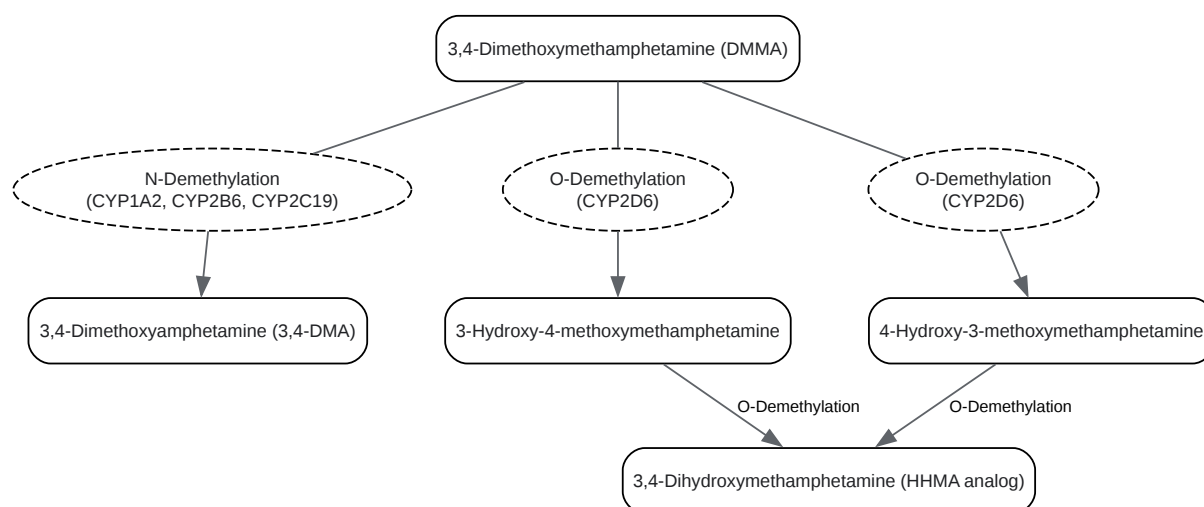 3,4-Dimethoxymethamphetamine (DMMA)
N-Demethylation
(CYP1A2, CYP2B6, CYP2C19)
O-Demethylation
(CYP2D6)
O-Demethylation
(CYP2D6)
3,4-Dimethoxyamphetamine (3,4-DMA)
3-Hydroxy-4-methoxymethamphetamine
4-Hydroxy-3-methoxymethamphetamine
O-Demethylation
O-Demethylation
3,4-Dihydroxymethamphetamine (HHMA analog)